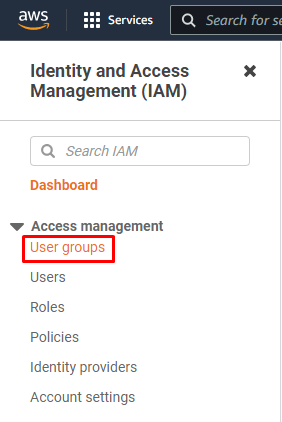 aws Services Search for se
Identity and Access
Management (IAM)
Search IAM
Dashboard
Access management
User groups
Users
Roles
Policies
Identity providers
Account settings